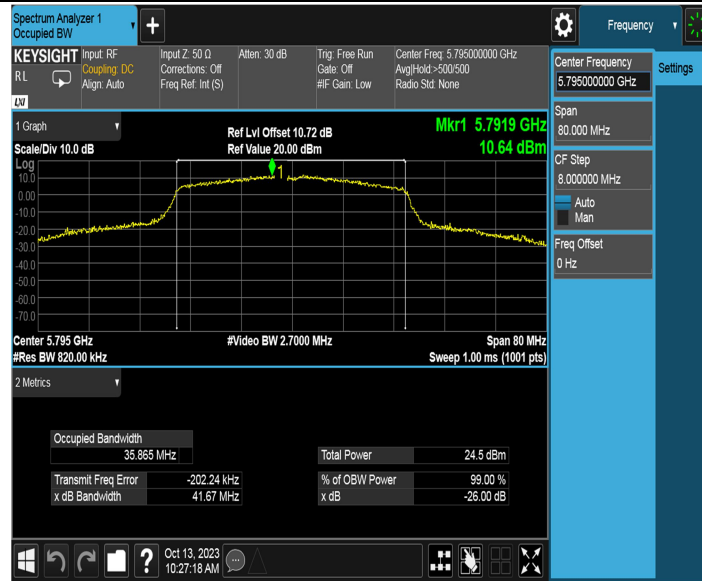 Spectrum Analyzer 1
Occupied BW
Frequency
KEYSIGHT
RL
LXI
Input: RF
Coupling: DC
Align: Auto
Input Z: 50 Ω
Corrections: Off
Freq Ref: Int (S)
Atten: 30 dB
Trig: Free Run
Gate: Off
#IF Gain: Low
Center Freq: 5.795000000 GHz
Avg|Hold:>500/500
Radio Std: None
Center Frequency
5.795000000 GHz
Settings
Span
80.000 MHz
CF Step
8.000000 MHz
Auto
Man
Freq Offset
0 Hz
1 Graph
Scale/Div 10.0 dB
Ref Lvl Offset 10.72 dB
Ref Value 20.00 dBm
Mkr1 5.7919 GHz
10.64 dBm
Log
10.0
0.00
-10.0
-20.0
-30.0
-40.0
-50.0
-60.0
-70.0
1
Center 5.795 GHz
#Video BW 2.7000 MHz
Span 80 MHz
#Res BW 820.00 kHz
Sweep 1.00 ms (1001 pts)
2 Metrics
Occupied Bandwidth
35.865 MHz
Total Power 24.5 dBm
Transmit Freq Error -202.24 kHz
% of OBW Power 99.00 %
x dB Bandwidth 41.67 MHz
x dB -26.00 dB
?
Oct 13, 2023
10:27:18 AM